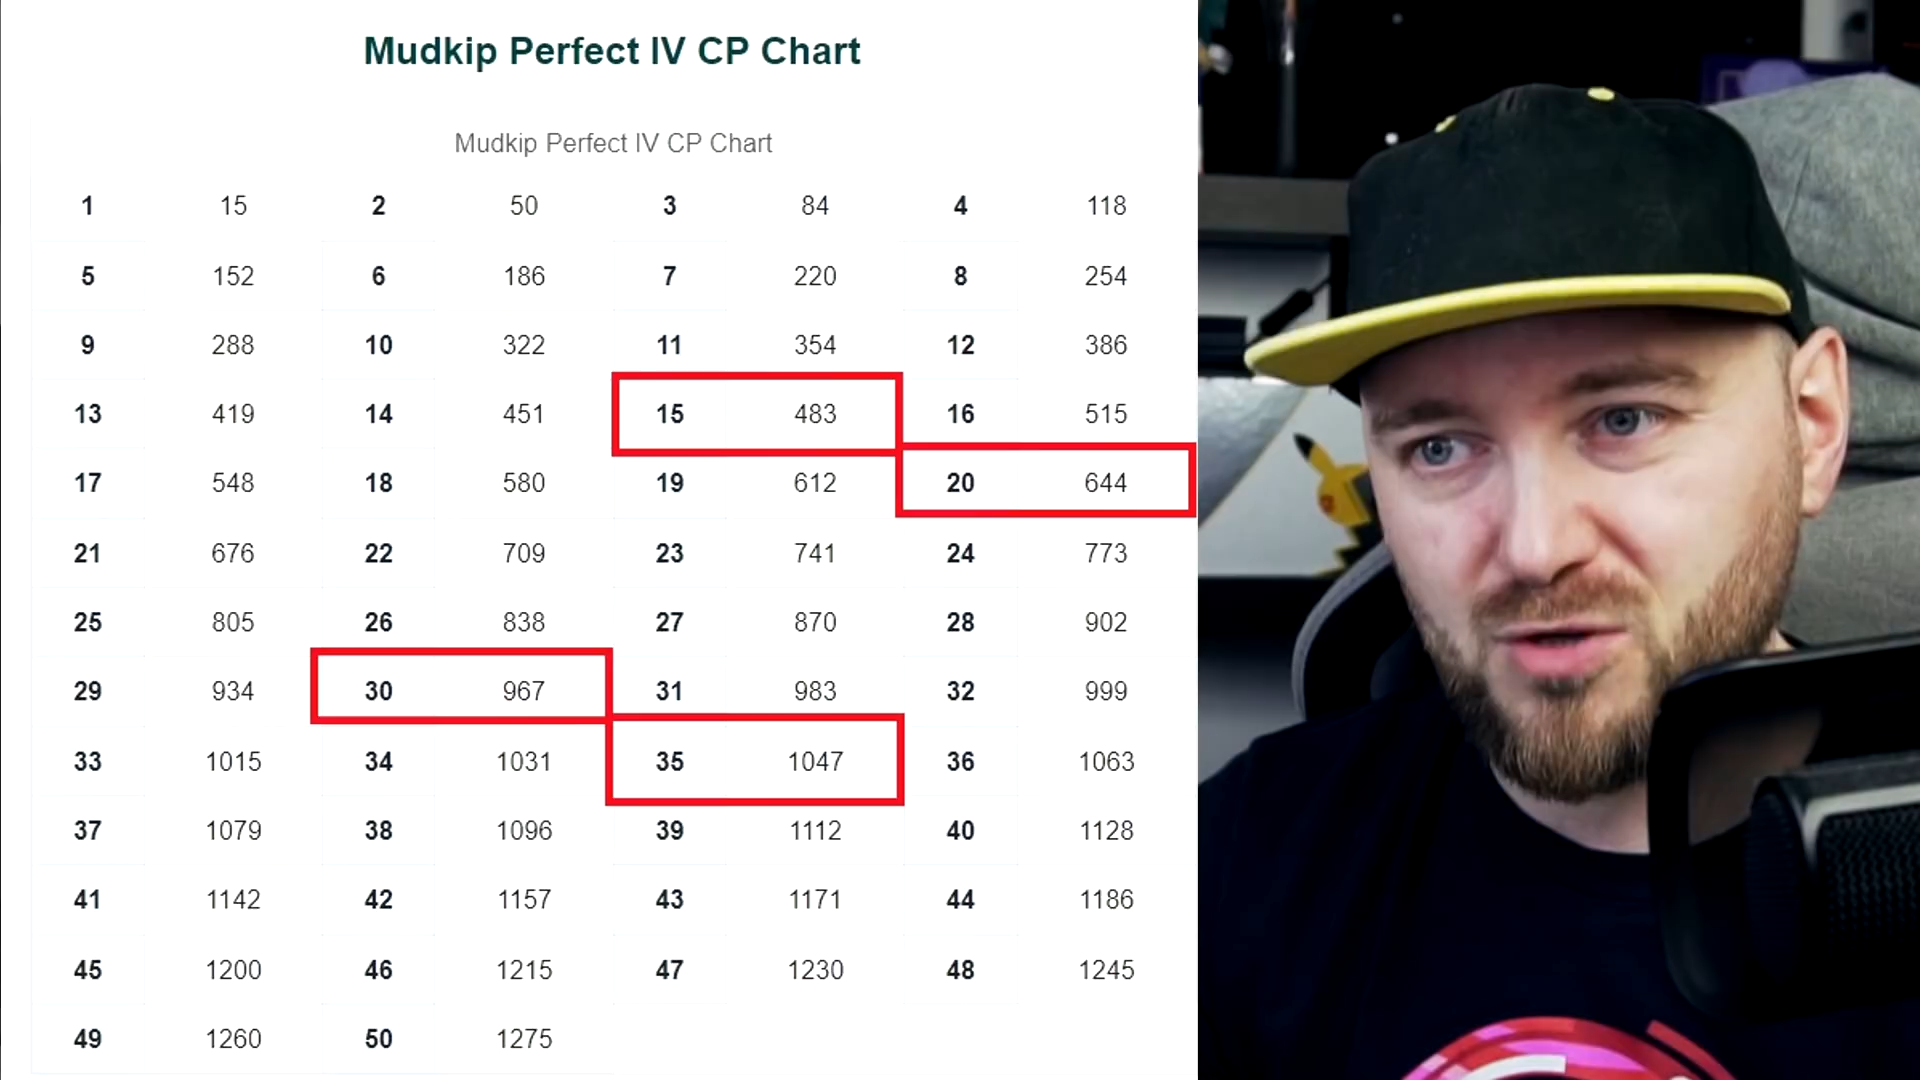 Mudkip Perfect IV CP Chart
Mudkip Perfect IV CP Chart
1 15 2 50 3 84 4 118
5 152 6 186 7 220 8 254
9 288 10 322 11 354 12 386
13 419 14 451 15 483 16 515
17 548 18 580 19 612 20 644
21 676 22 709 23 741 24 773
25 805 26 838 27 870 28 902
29 934 30 967 31 983 32 999
33 1015 34 1031 35 1047 36 1063
37 1079 38 1096 39 1112 40 1128
41 1142 42 1157 43 1171 44 1186
45 1200 46 1215 47 1230 48 1245
49 1260 50 1275